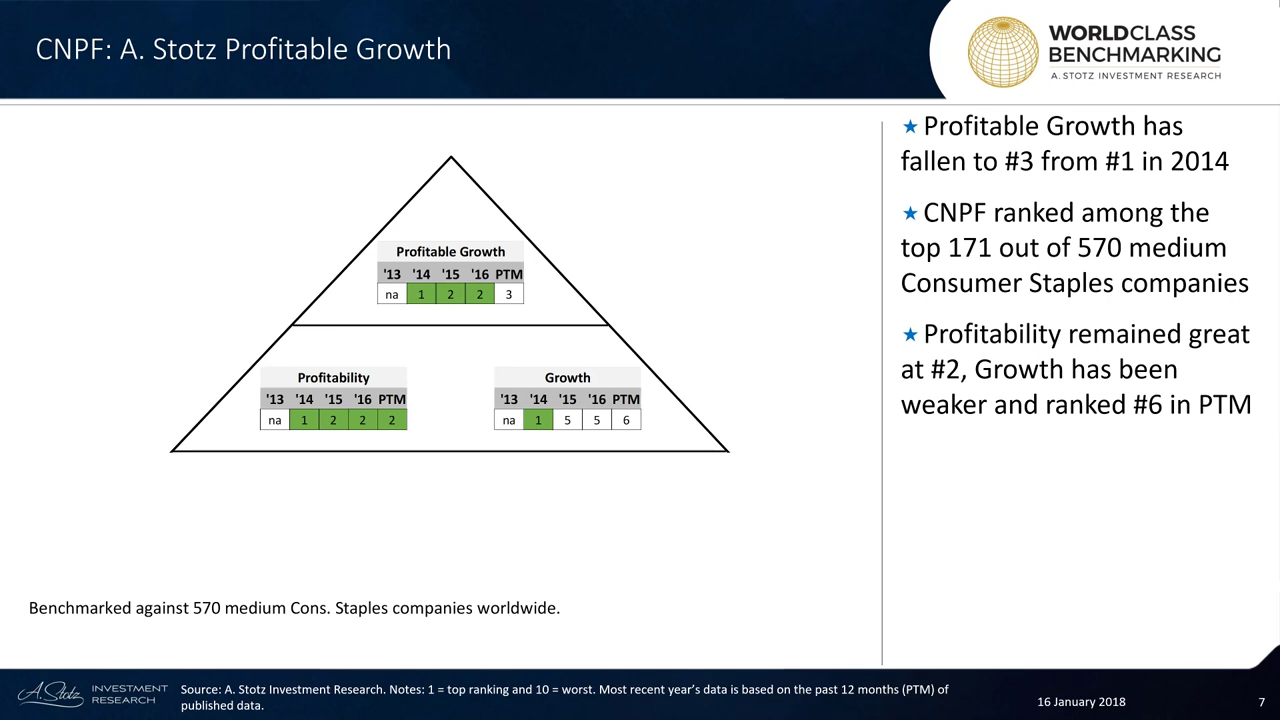 CNPF: A. Stotz Profitable Growth
WORLDCLASS
BENCHMARKING
A. STOTZ INVESTMENT RESEARCH
Profitable Growth
'13 '14 '15 '16 PTM
na 1 2 2 3
Profitability
'13 '14 '15 '16 PTM
na 1 2 2 2
Growth
'13 '14 '15 '16 PTM
na 1 5 5 6
Benchmarked against 570 medium Cons. Staples companies worldwide.
★ Profitable Growth has
fallen to #3 from #1 in 2014
★ CNPF ranked among the
top 171 out of 570 medium
Consumer Staples companies
★ Profitability remained great
at #2, Growth has been
weaker and ranked #6 in PTM
A. Stotz
INVESTMENT
RESEARCH
Source: A. Stotz Investment Research. Notes: 1 = top ranking and 10 = worst. Most recent year's data is based on the past 12 months (PTM) of
published data.
16 January 2018
7